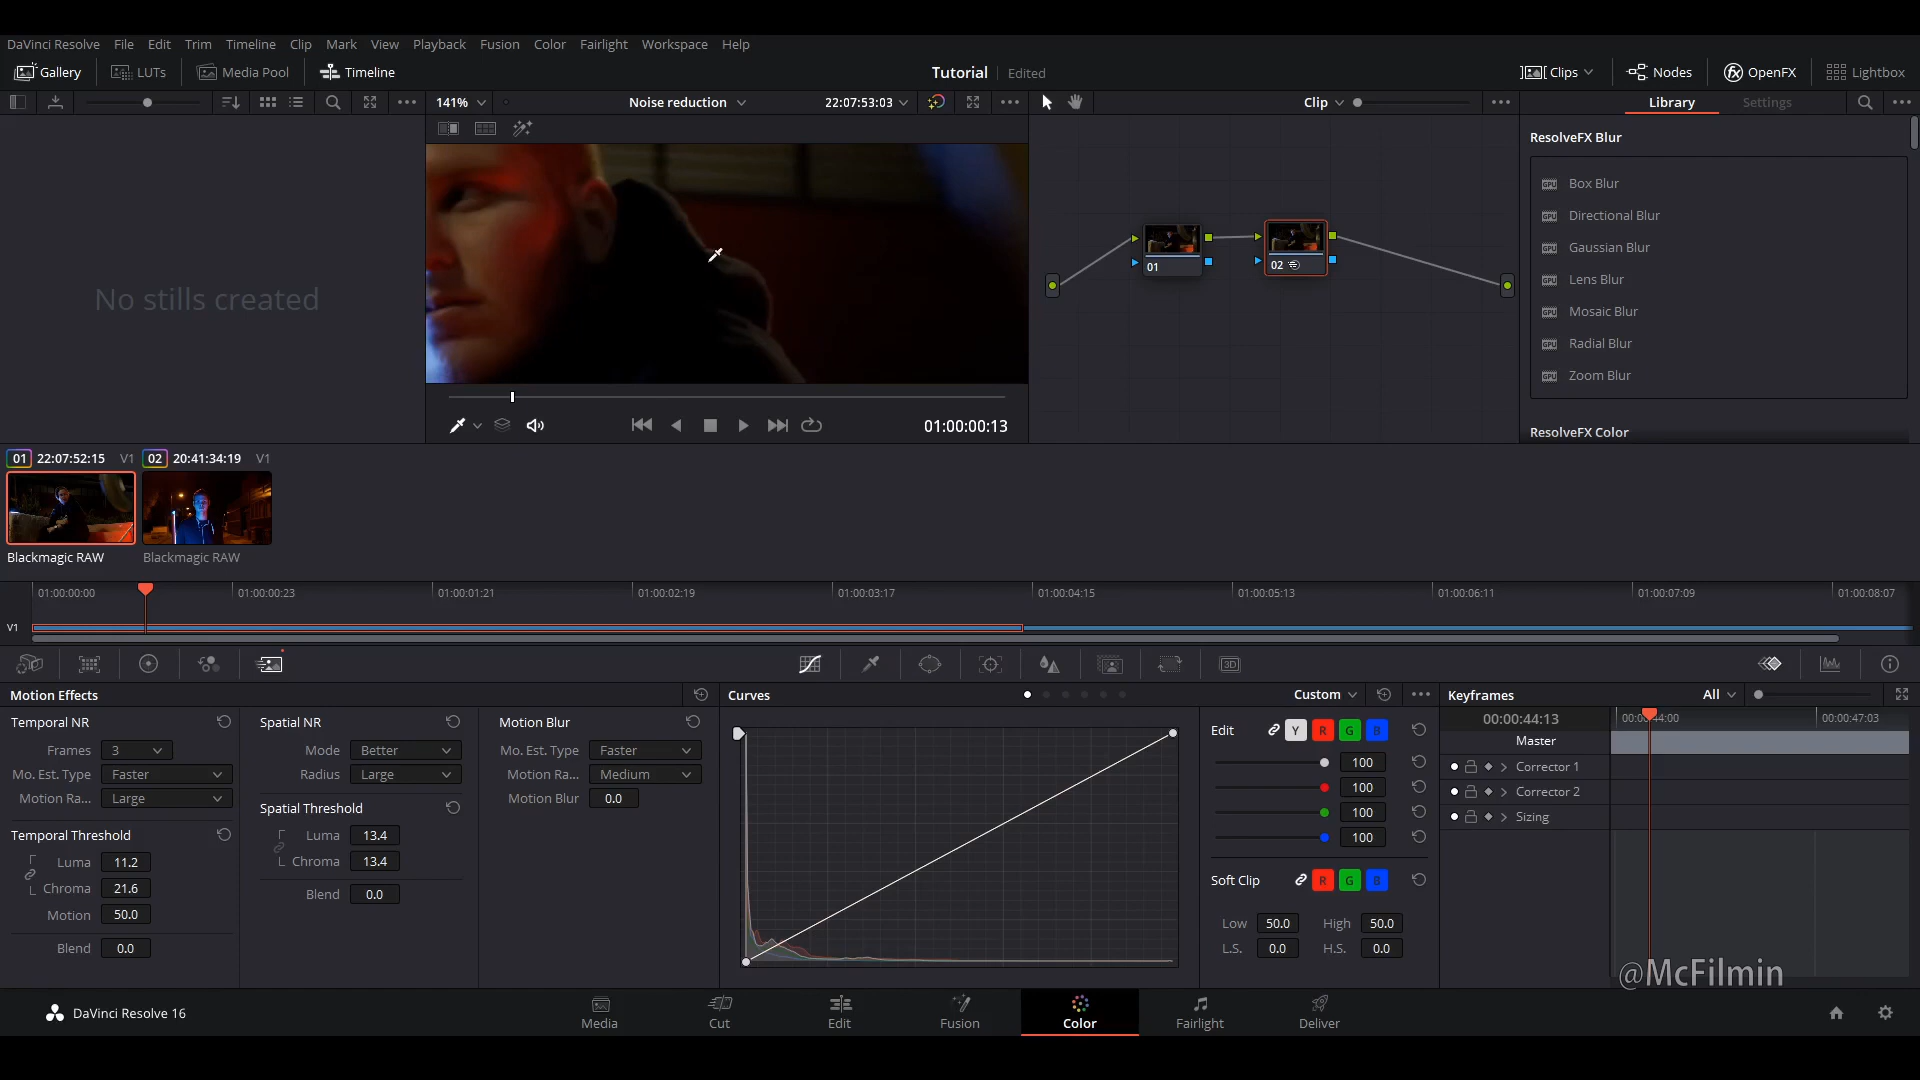 DaVinci Resolve File Edit Trim Timeline Clip Mark View Playback Fusion Color Fairlight Workspace Help
Gallery LUTs Media Pool Timeline Tutorial Edited Clips Nodes OpenFX Lightbox
141% Noise reduction 22:07:53:03 Clip Library Settings
ResolveFX Blur
Box Blur
Directional Blur
Gaussian Blur
Lens Blur
Mosaic Blur
Radial Blur
Zoom Blur
ResolveFX Color
No stills created
01
02
01:00:00:13
01 22:07:52:15 V1 02 20:41:34:19 V1
Blackmagic RAW Blackmagic RAW
01:00:00:00 01:00:00:23 01:00:01:21 01:00:02:19 01:00:03:17 01:00:04:15 01:00:05:13 01:00:06:11 01:00:07:09 01:00:08:07
V1
3D
Motion Effects
Temporal NR
Frames 3
Mo. Est. Type Faster
Motion Ra... Large
Temporal Threshold
Luma 11.2
Chroma 21.6
Motion 50.0
Blend 0.0
Spatial NR
Mode Better
Radius Large
Spatial Threshold
Luma 13.4
Chroma 13.4
Blend 0.0
Motion Blur
Mo. Est. Type Faster
Motion Ra... Medium
Motion Blur 0.0
Curves Custom
Edit Y R G B
100
100
100
100
Soft Clip R G B
Low 50.0 High 50.0
L.S. 0.0 H.S. 0.0
Keyframes All
00:00:44:13 00:00:44:00 00:00:47:03
Master
Corrector 1
Corrector 2
Sizing
@McFilmin
DaVinci Resolve 16
Media Cut Edit Fusion Color Fairlight Deliver